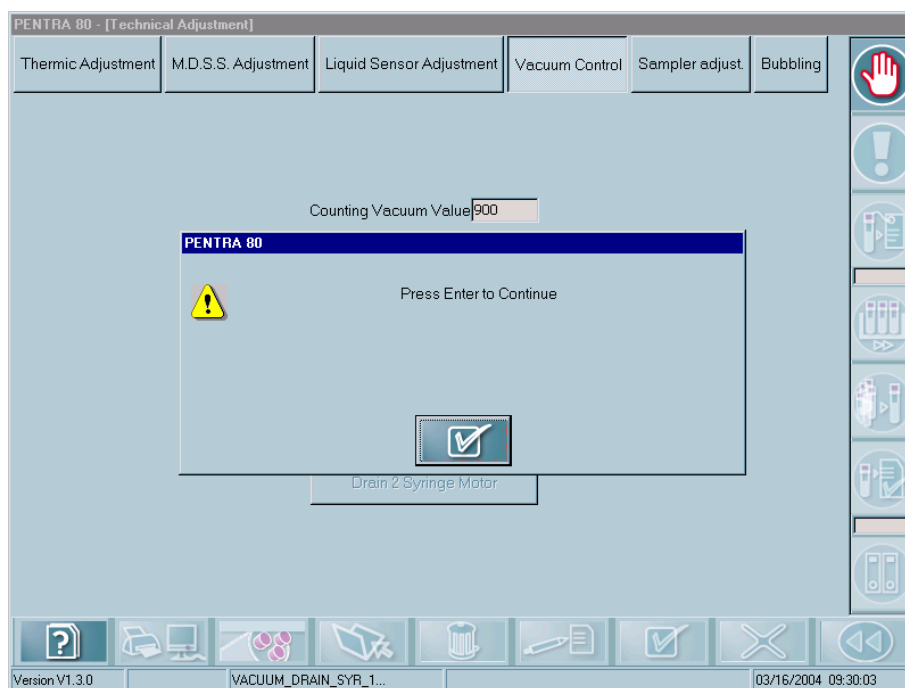 PENTRA 80 - [Technical Adjustment]
Thermic Adjustment M.D.S.S. Adjustment Liquid Sensor Adjustment Vacuum Control Sampler adjust. Bubbling
Counting Vacuum Value 900
PENTRA 80
Press Enter to Continue
Drain 2 Syringe Motor
Version V1.3.0 VACUUM_DRAIN_SYR_1... 03/16/2004 09:30:03